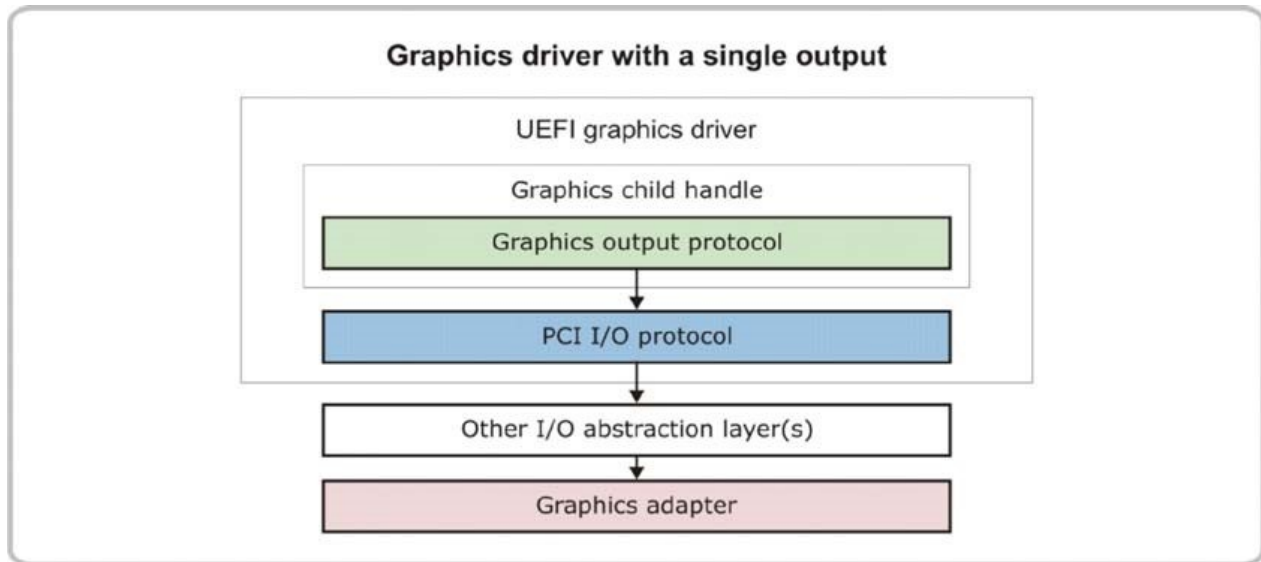 Graphics driver with a single output
UEFI graphics driver
Graphics child handle
Graphics output protocol
PCI I/O protocol
Other I/O abstraction layer(s)
Graphics adapter